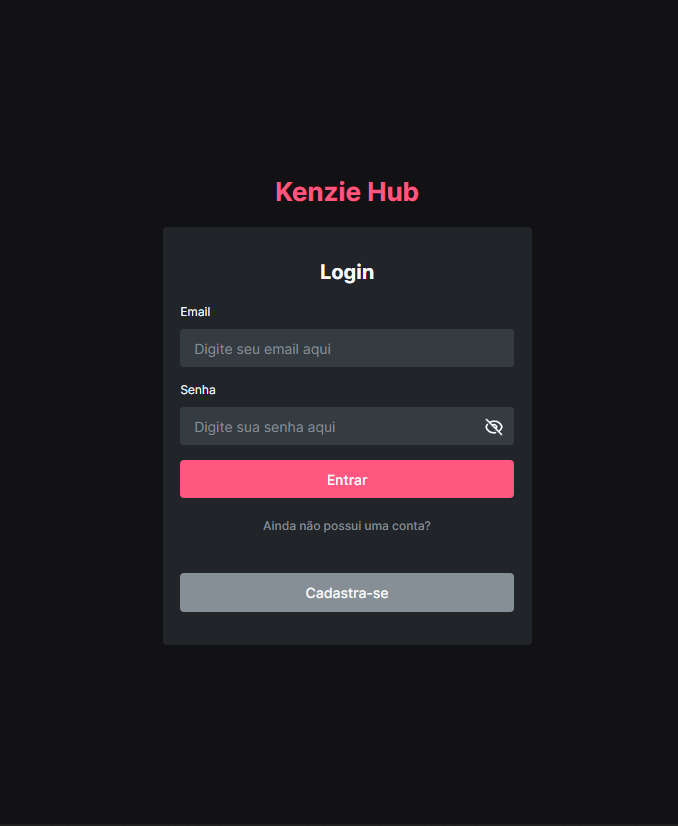 Kenzie Hub
Login
Email
Digite seu email aqui
Senha
Digite sua senha aqui
Entrar
Ainda não possui uma conta?
Cadastra-se